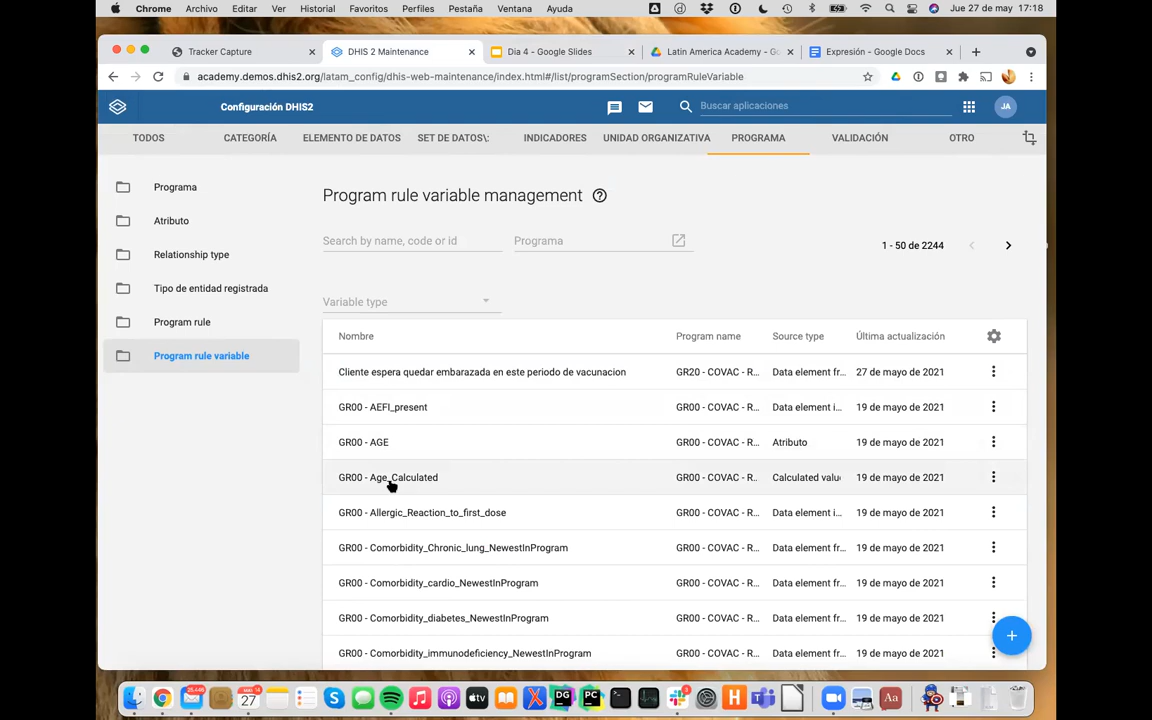 Chrome Archivo Editar Ver Historial Favoritos Perfiles Pestaña Ventana Ayuda Jue 27 de may 17:18
Tracker Capture DHIS 2 Maintenance Dia 4 - Google Slides Latin America Academy - Go Expresión - Google Docs
academy.demos.dhis2.org/latam_config/dhis-web-maintenance/index.html#/list/programSection/programRuleVariable
Configuración DHIS2 Buscar aplicaciones JA
TODOS CATEGORÍA ELEMENTO DE DATOS SET DE DATOS\; INDICADORES UNIDAD ORGANIZATIVA PROGRAMA VALIDACIÓN OTRO
Programa
Atributo
Relationship type
Tipo de entidad registrada
Program rule
Program rule variable
Program rule variable management
Search by name, code or id Programa 1 - 50 de 2244
Variable type
Nombre Program name Source type Última actualización
Cliente espera quedar embarazada en este periodo de vacunacion GR20 - COVAC - R... Data element fr... 27 de mayo de 2021
GR00 - AEFI_present GR00 - COVAC - R... Data element i... 19 de mayo de 2021
GR00 - AGE GR00 - COVAC - R... Atributo 19 de mayo de 2021
GR00 - Age_Calculated GR00 - COVAC - R... Calculated value 19 de mayo de 2021
GR00 - Allergic_Reaction_to_first_dose GR00 - COVAC - R... Data element i... 19 de mayo de 2021
GR00 - Comorbidity_Chronic_lung_NewestInProgram GR00 - COVAC - R... Data element fr... 19 de mayo de 2021
GR00 - Comorbidity_cardio_NewestInProgram GR00 - COVAC - R... Data element fr... 19 de mayo de 2021
GR00 - Comorbidity_diabetes_NewestInProgram GR00 - COVAC - R... Data element fr... 19 de mayo de 2021
GR00 - Comorbidity_immunodeficiency_NewestInProgram GR00 - COVAC - R... Data element fr... 19 de mayo de 2021